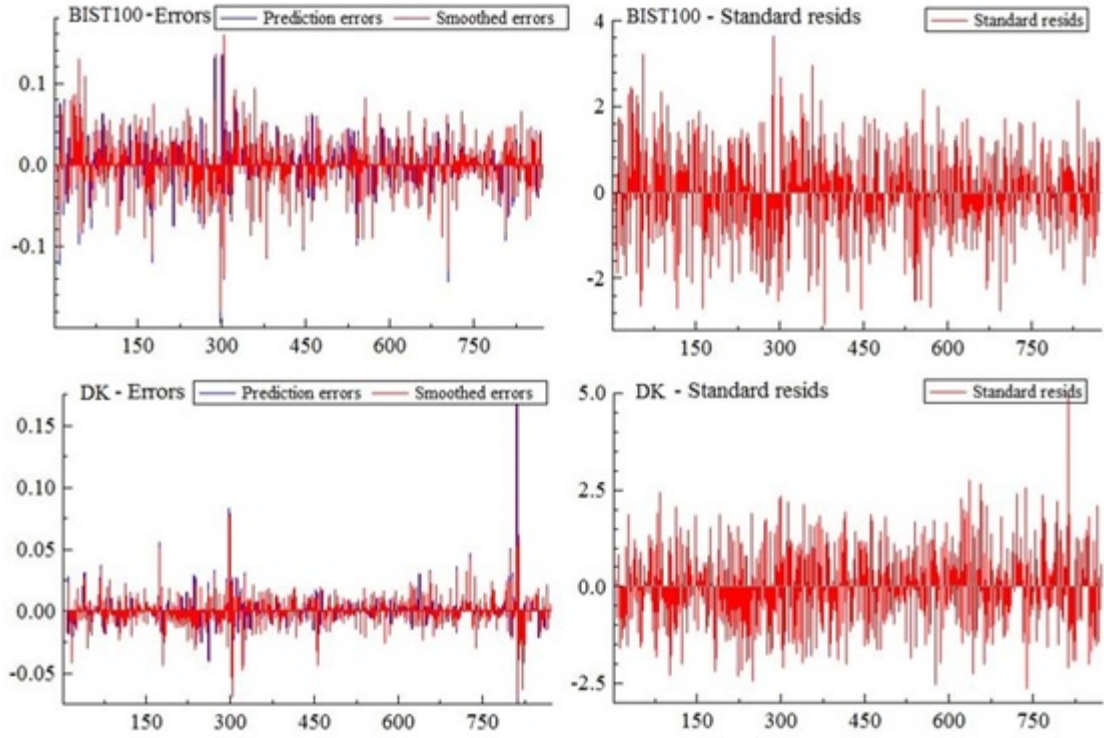 BIST100-Errors
Prediction errors
Smoothed errors
0.1
0.0
-0.1
150 300 450 600 750
BIST100 - Standard resids
Standard resids
4
2
0
-2
150 300 450 600 750
DK - Errors
Prediction errors
Smoothed errors
0.15
0.10
0.05
0.00
-0.05
150 300 450 600 750
DK - Standard resids
Standard resids
5.0
2.5
0.0
-2.5
150 300 450 600 750